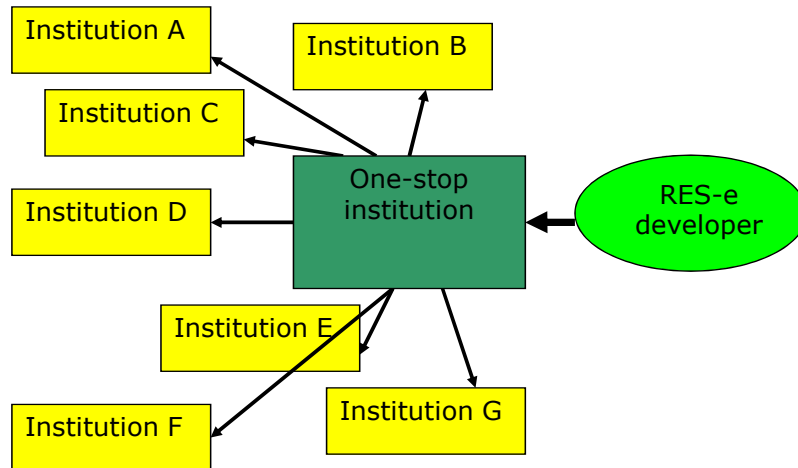 Institution A
Institution B
Institution C
One-stop
institution
RES-e
developer
Institution D
Institution E
Institution F
Institution G